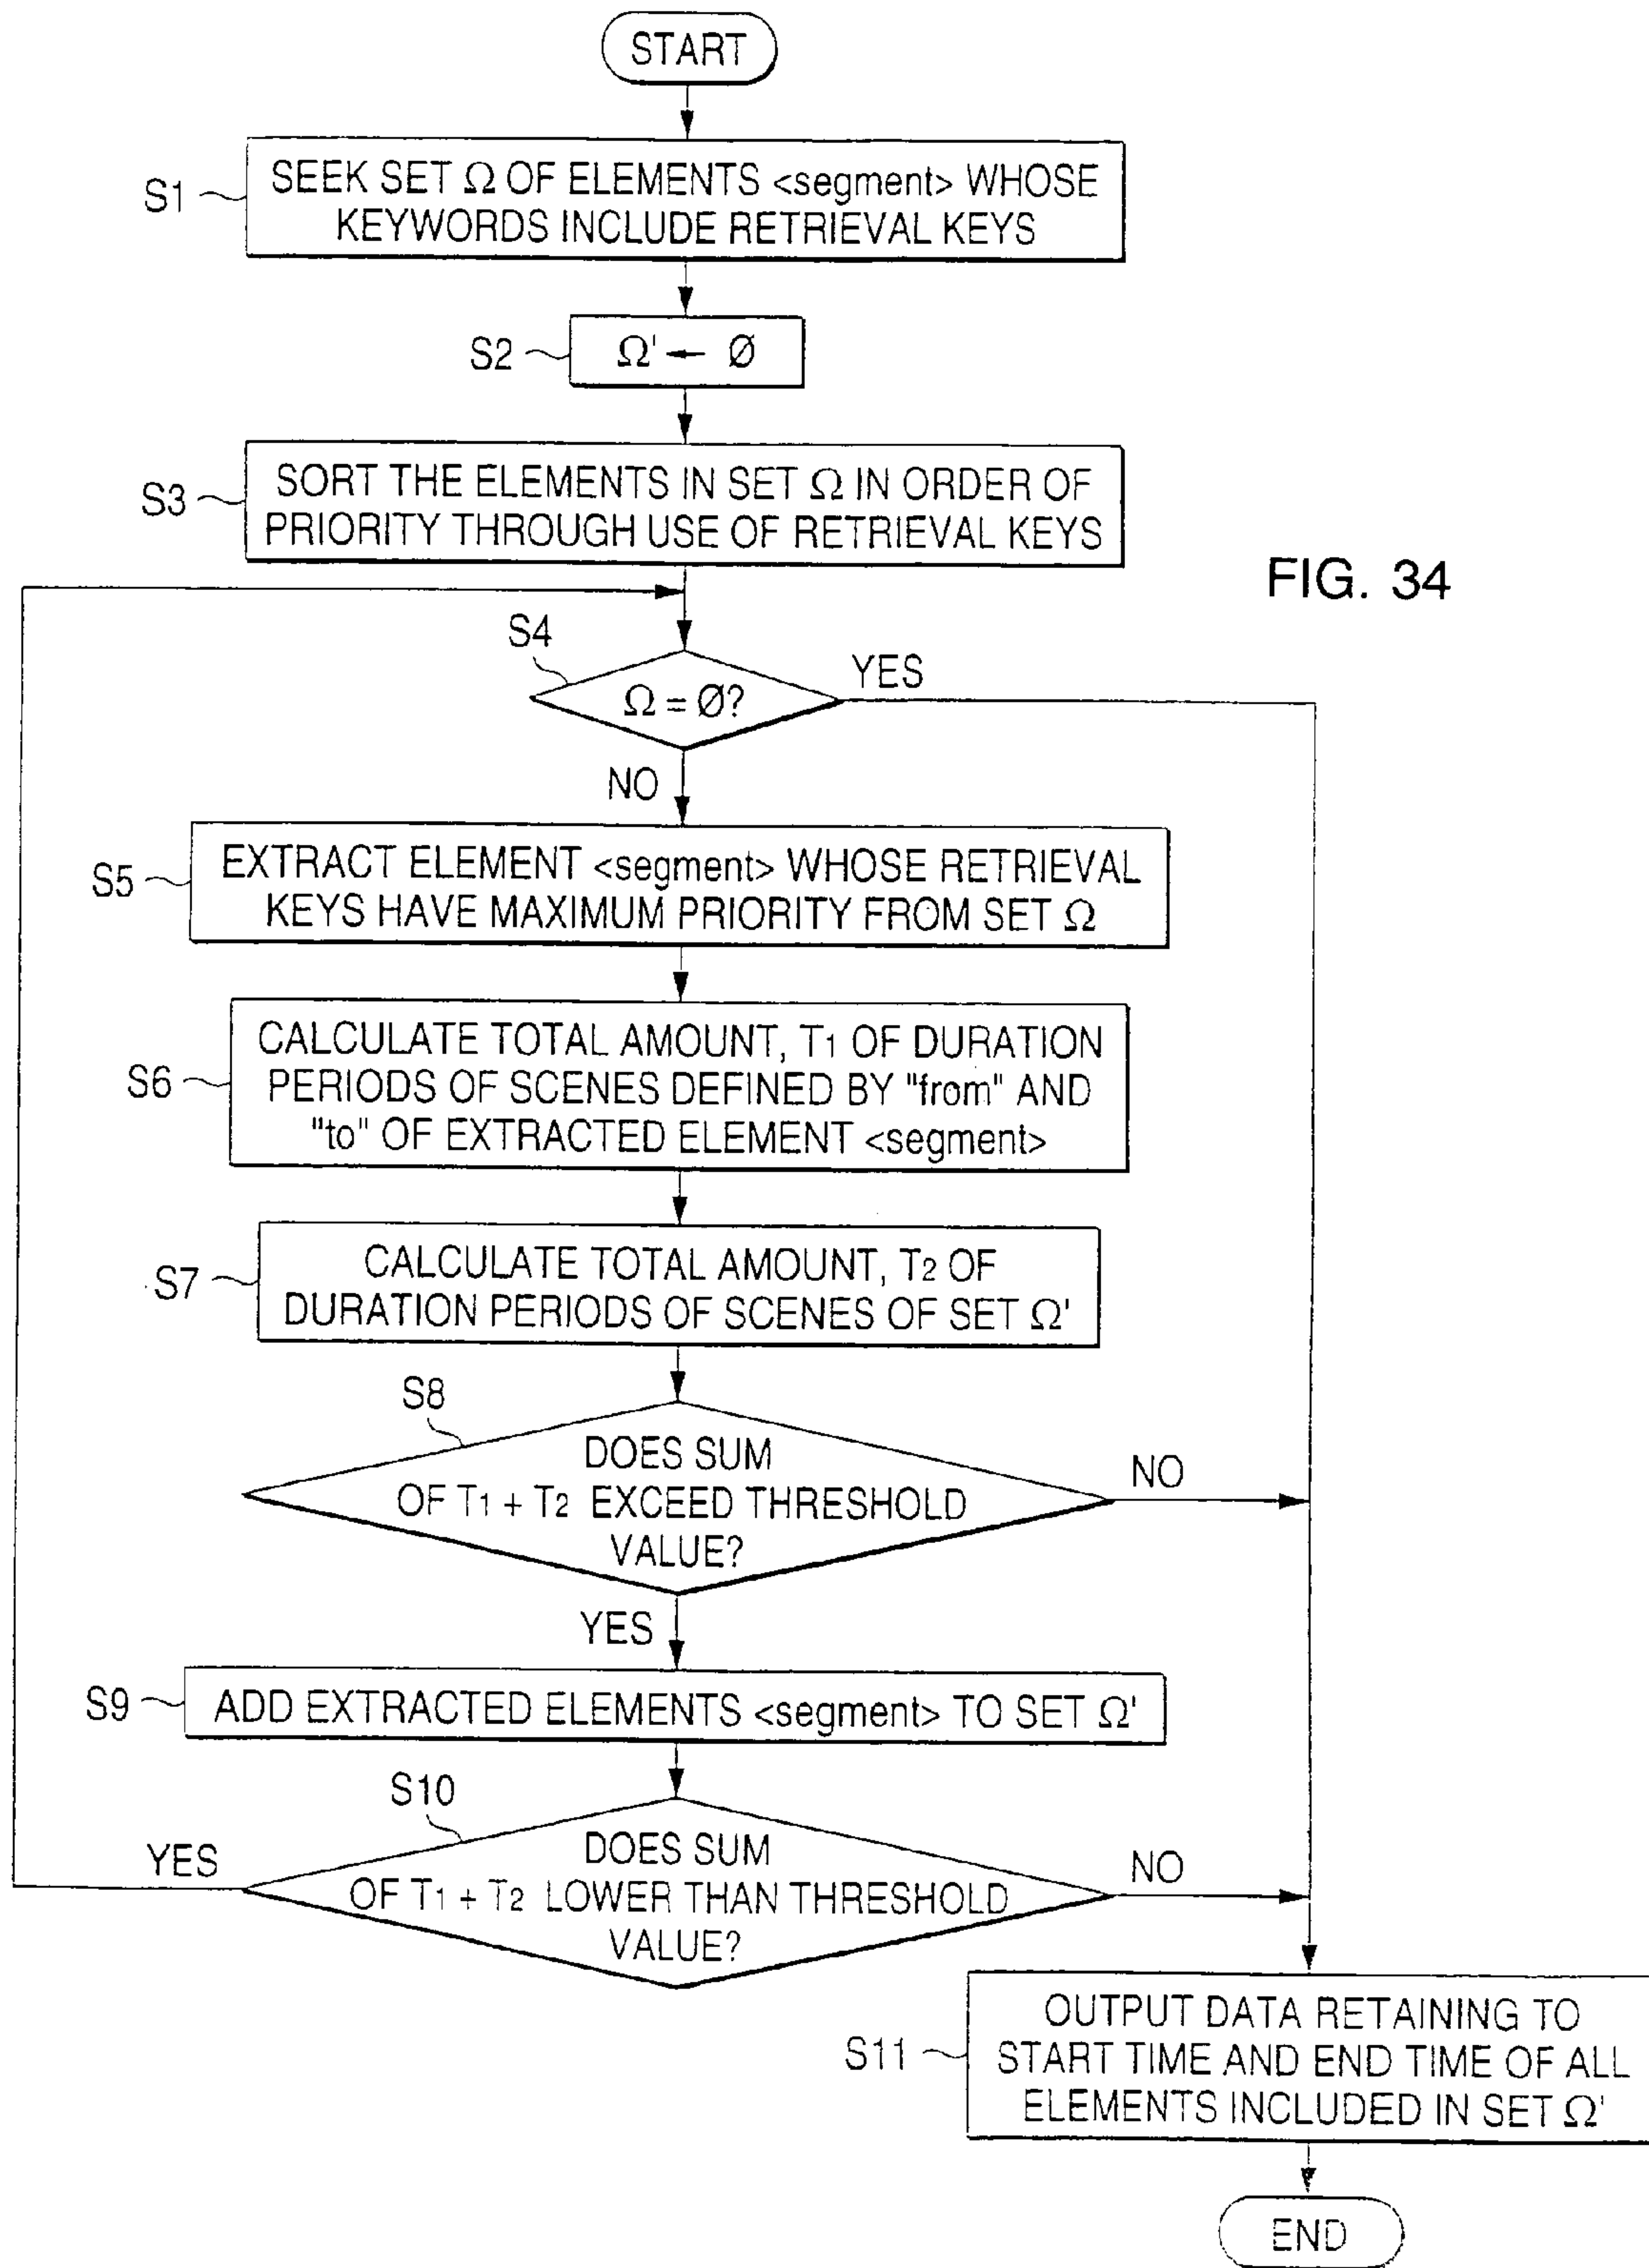 START
S1
SEEK SET Ω OF ELEMENTS <segment> WHOSE
KEYWORDS INCLUDE RETRIEVAL KEYS
S2
Ω' ← Ø
S3
SORT THE ELEMENTS IN SET Ω IN ORDER OF
PRIORITY THROUGH USE OF RETRIEVAL KEYS
FIG. 34
S4
Ω = Ø?
YES
NO
S5
EXTRACT ELEMENT <segment> WHOSE RETRIEVAL
KEYS HAVE MAXIMUM PRIORITY FROM SET Ω
S6
CALCULATE TOTAL AMOUNT, T1 OF DURATION
PERIODS OF SCENES DEFINED BY "from" AND
"to" OF EXTRACTED ELEMENT <segment>
S7
CALCULATE TOTAL AMOUNT, T2 OF
DURATION PERIODS OF SCENES OF SET Ω'
S8
DOES SUM
OF T1 + T2 EXCEED THRESHOLD
VALUE?
NO
YES
S9
ADD EXTRACTED ELEMENTS <segment> TO SET Ω'
S10
DOES SUM
OF T1 + T2 LOWER THAN THRESHOLD
VALUE?
YES
NO
S11
OUTPUT DATA RETAINING TO
START TIME AND END TIME OF ALL
ELEMENTS INCLUDED IN SET Ω'
END